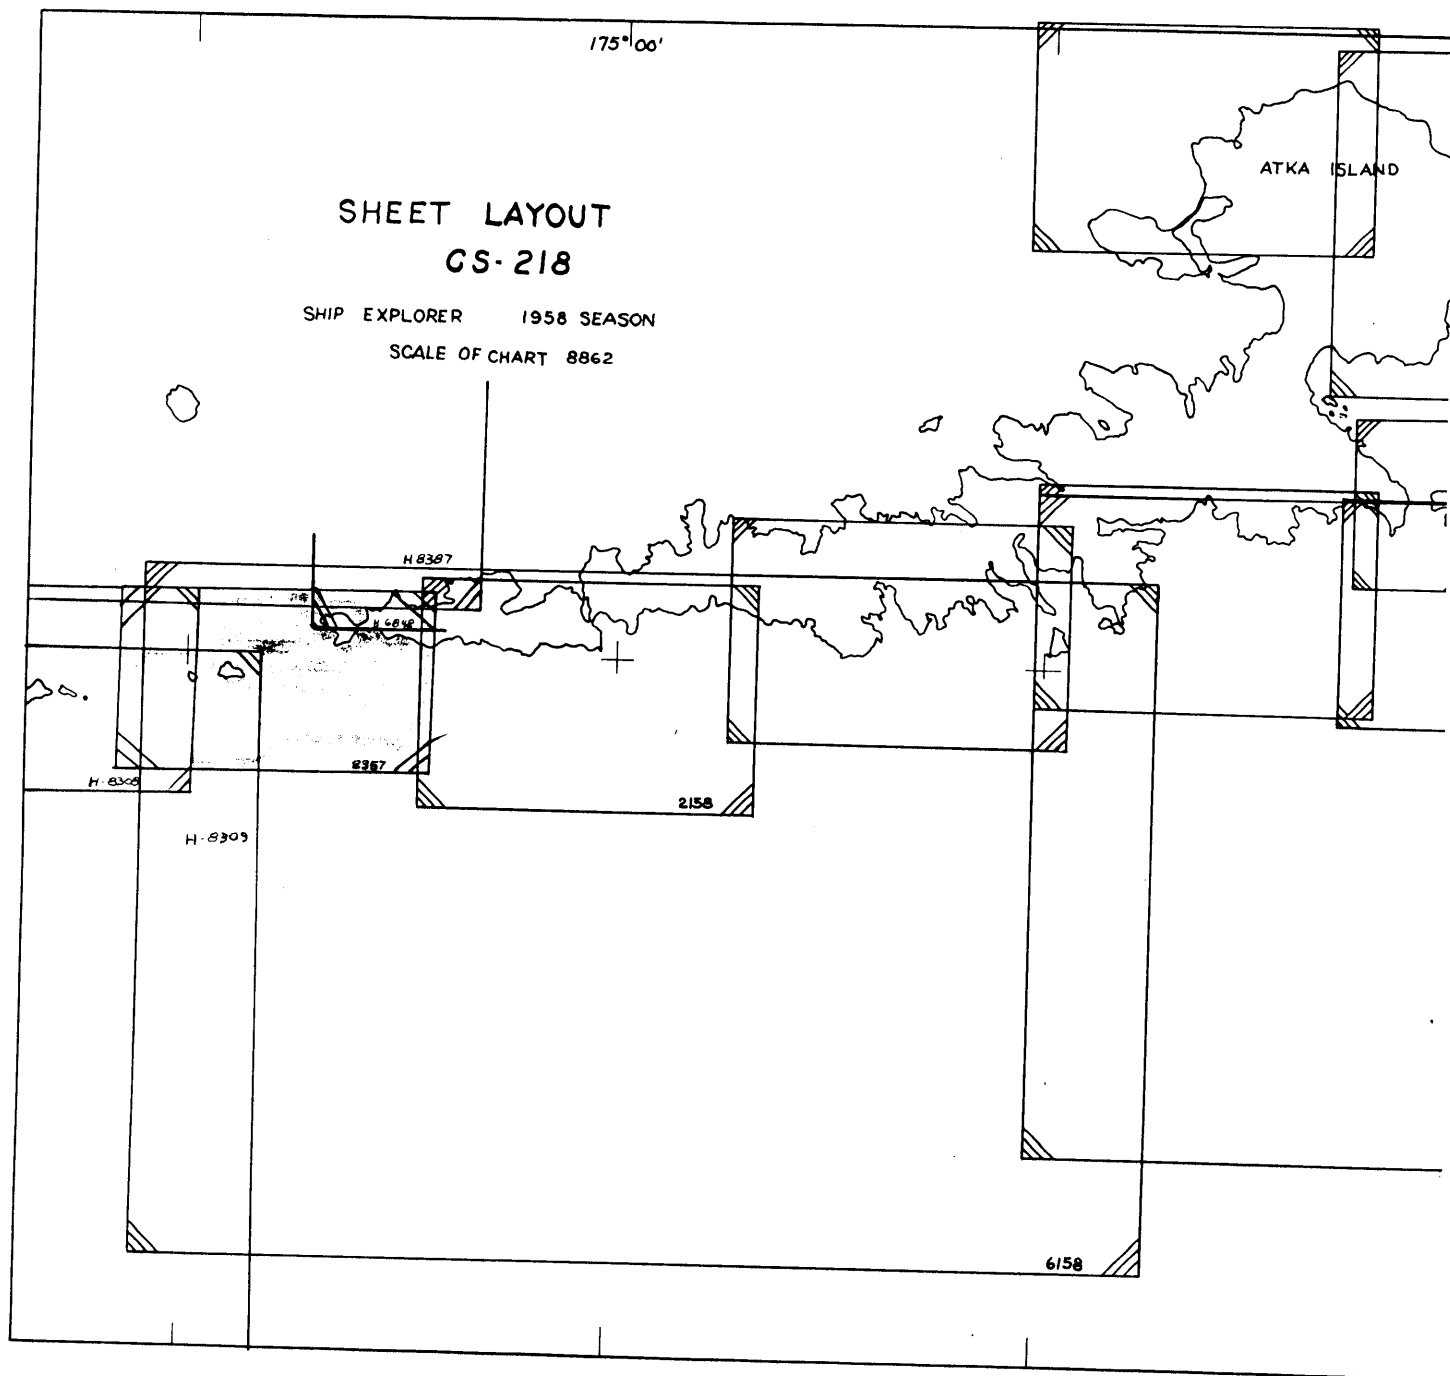 175°00'
ATKA ISLAND
SHEET LAYOUT
CS-218
SHIP EXPLORER 1958 SEASON
SCALE OF CHART 8862
H 8387
H 6848
8367
H-8308
2158
H-8309
6158